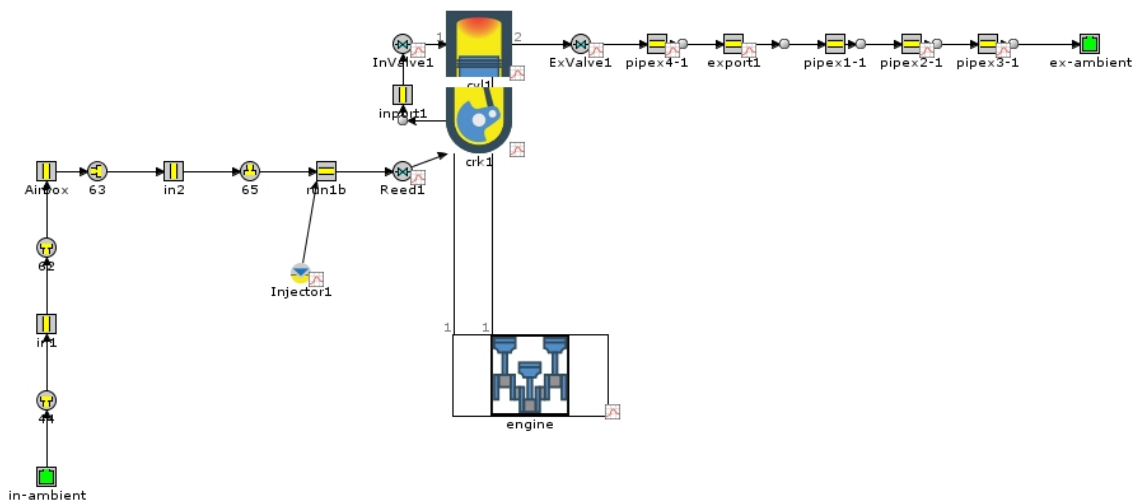 1
2
InValve1
ExValve1
pipex4-1
export1
pipex1-1
pipex2-1
pipex3-1
ex-ambient
cyl1
inport1
crk1
Airbox
63
in2
65
run1b
Reed1
62
Injector1
in1
1
1
44
engine
in-ambient